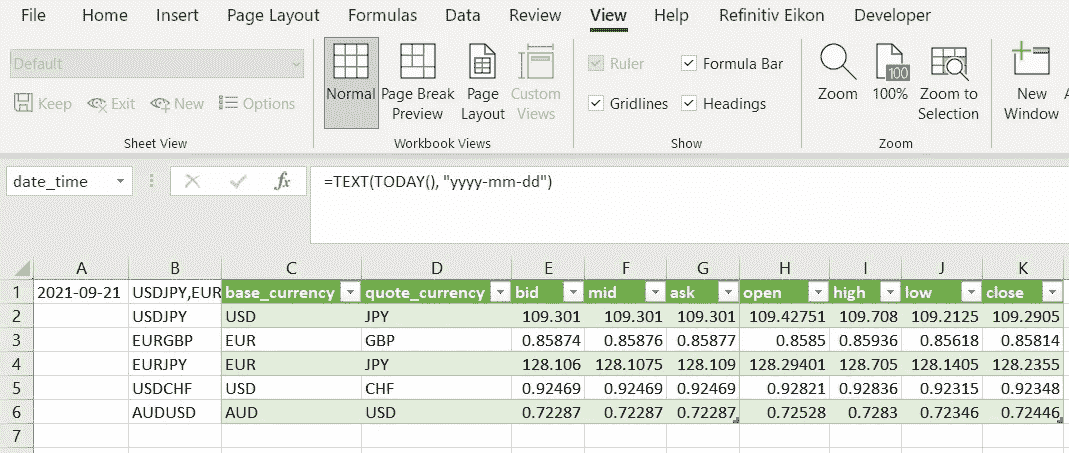 File Home Insert Page Layout Formulas Data Review View Help Refinitiv Eikon Developer
Default
Keep Exit New Options
Sheet View
Normal Page Break Preview Page Layout Custom Views
Workbook Views
Ruler Formula Bar
Gridlines Headings
Show
Zoom 100% Zoom to Selection
100
Zoom
New Window
date_time fx =TEXT(TODAY(), "yyyy-mm-dd")
A B C D E F G H I J K
1 2021-09-21 USDJPY,EUR base_currency quote_currency bid mid ask open high low close
2 USDJPY USD JPY 109.301 109.301 109.301 109.42751 109.708 109.2125 109.2905
3 EURGBP EUR GBP 0.85874 0.85876 0.85877 0.8585 0.85936 0.85618 0.85814
4 EURJPY EUR JPY 128.106 128.1075 128.109 128.29401 128.705 128.1405 128.2355
5 USDCHF USD CHF 0.92469 0.92469 0.92469 0.92821 0.92836 0.92315 0.92348
6 AUDUSD AUD USD 0.72287 0.72287 0.72287 0.72528 0.7283 0.72346 0.72446
7